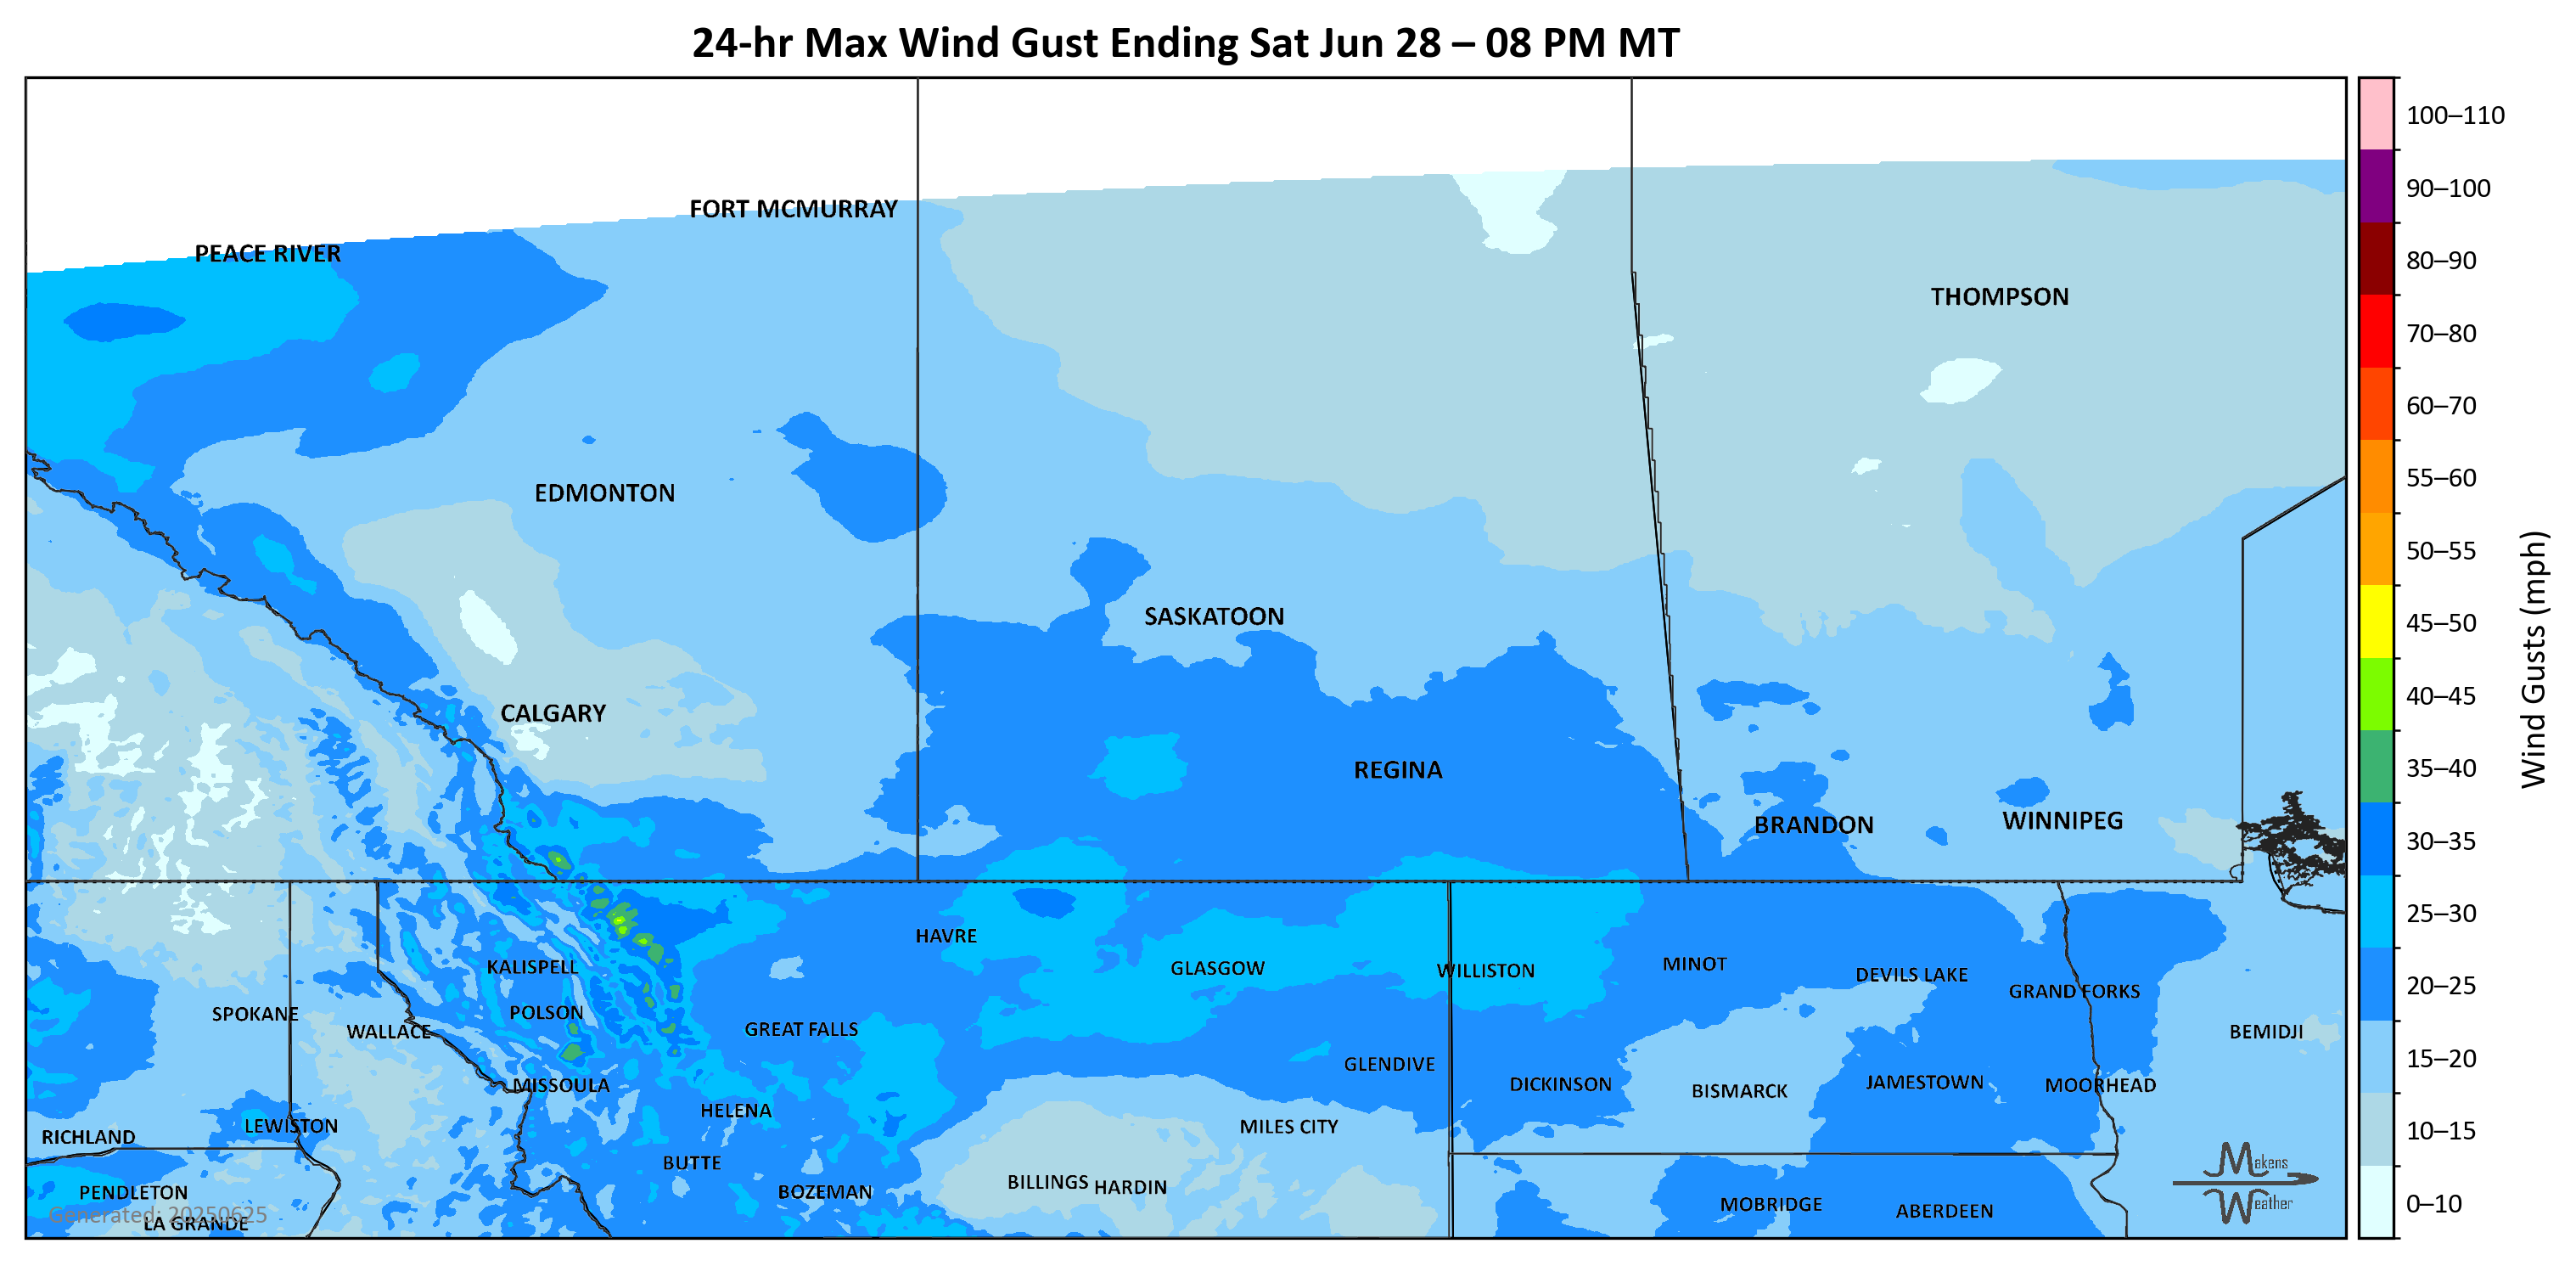 24-hr Max Wind Gust Ending Sat Jun 28 – 08 PM MT
FORT MCMURRAY
PEACE RIVER
THOMPSON
EDMONTON
SASKATOON
CALGARY
REGINA
BRANDON
WINNIPEG
HAVRE
KALISPELL
GLASGOW
WILLISTON
MINOT
DEVILS LAKE
GRAND FORKS
SPOKANE
POLSON
WALLACE
GREAT FALLS
BEMIDJI
GLENDIVE
MISSOULA
DICKINSON
BISMARCK
JAMESTOWN
MOORHEAD
HELENA
LEWISTON
MILES CITY
RICHLAND
BUTTE
PENDLETON
BOZEMAN
BILLINGS
HARDIN
MOBRIDGE
ABERDEEN
Generated: 20250625
LA GRANDE
Makens
Weather
100–110
90–100
80–90
70–80
60–70
55–60
50–55
45–50
40–45
35–40
30–35
25–30
20–25
15–20
10–15
0–10
Wind Gusts (mph)